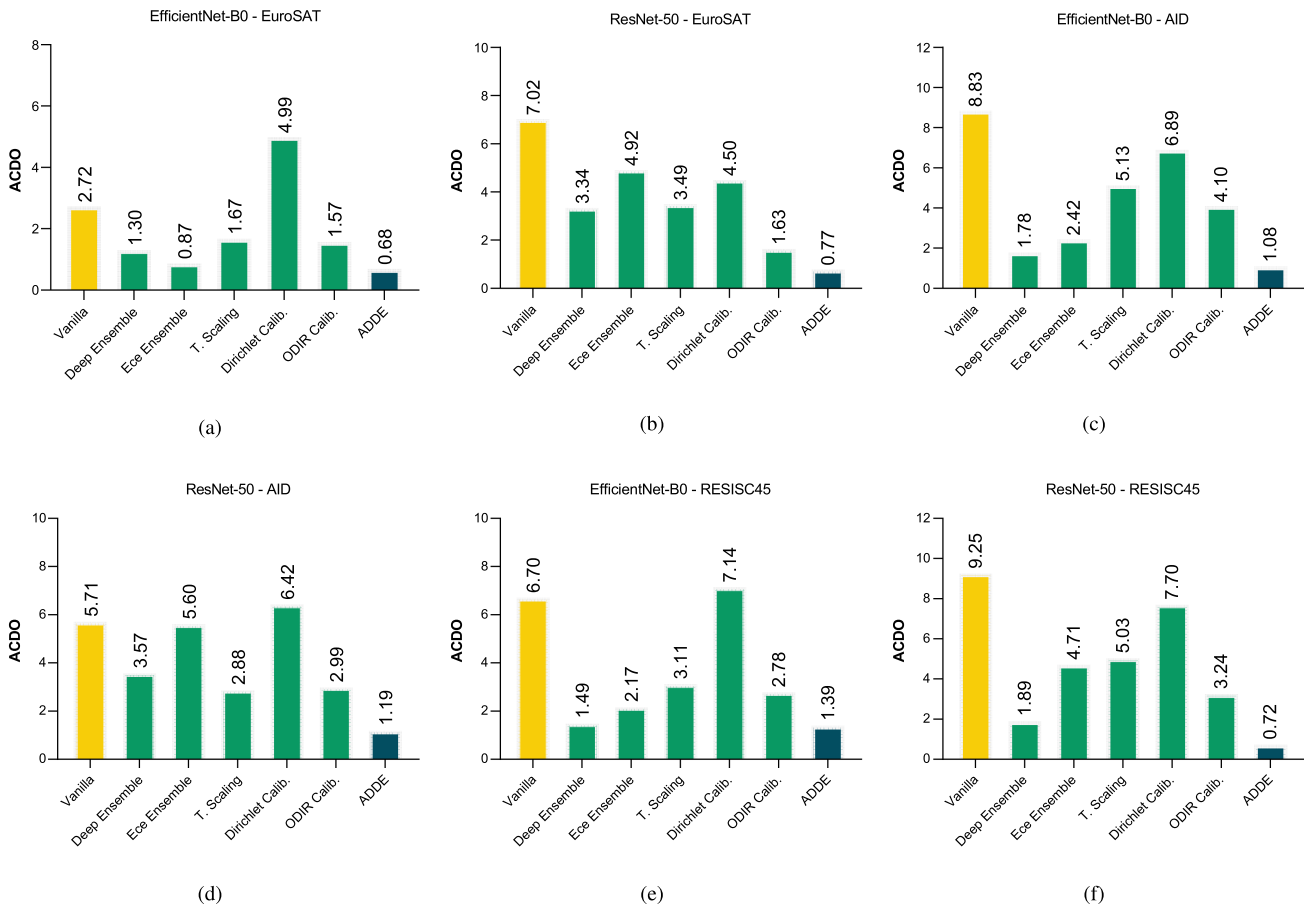 EfficientNet-B0 - EuroSAT
ACDO
8
6
4
2
0
2.72
1.30
0.87
1.67
4.99
1.57
0.68
Vanilla
Deep Ensemble
Ece Ensemble
T. Scaling
Dirichlet Calib.
ODIR Calib.
ADDE
(a)
ResNet-50 - EuroSAT
ACDO
10
8
6
4
2
0
7.02
3.34
4.92
3.49
4.50
1.63
0.77
Vanilla
Deep Ensemble
Ece Ensemble
T. Scaling
Dirichlet Calib.
ODIR Calib.
ADDE
(b)
EfficientNet-B0 - AID
ACDO
12
10
8
6
4
2
0
8.83
1.78
2.42
5.13
6.89
4.10
1.08
Vanilla
Deep Ensemble
Ece Ensemble
T. Scaling
Dirichlet Calib.
ODIR Calib.
ADDE
(c)
ResNet-50 - AID
ACDO
10
8
6
4
2
0
5.71
3.57
5.60
2.88
6.42
2.99
1.19
Vanilla
Deep Ensemble
Ece Ensemble
T. Scaling
Dirichlet Calib.
ODIR Calib.
ADDE
(d)
EfficientNet-B0 - RESISC45
ACDO
10
8
6
4
2
0
6.70
1.49
2.17
3.11
7.14
2.78
1.39
Vanilla
Deep Ensemble
Ece Ensemble
T. Scaling
Dirichlet Calib.
ODIR Calib.
ADDE
(e)
ResNet-50 - RESISC45
ACDO
12
10
8
6
4
2
0
9.25
1.89
4.71
5.03
7.70
3.24
0.72
Vanilla
Deep Ensemble
Ece Ensemble
T. Scaling
Dirichlet Calib.
ODIR Calib.
ADDE
(f)